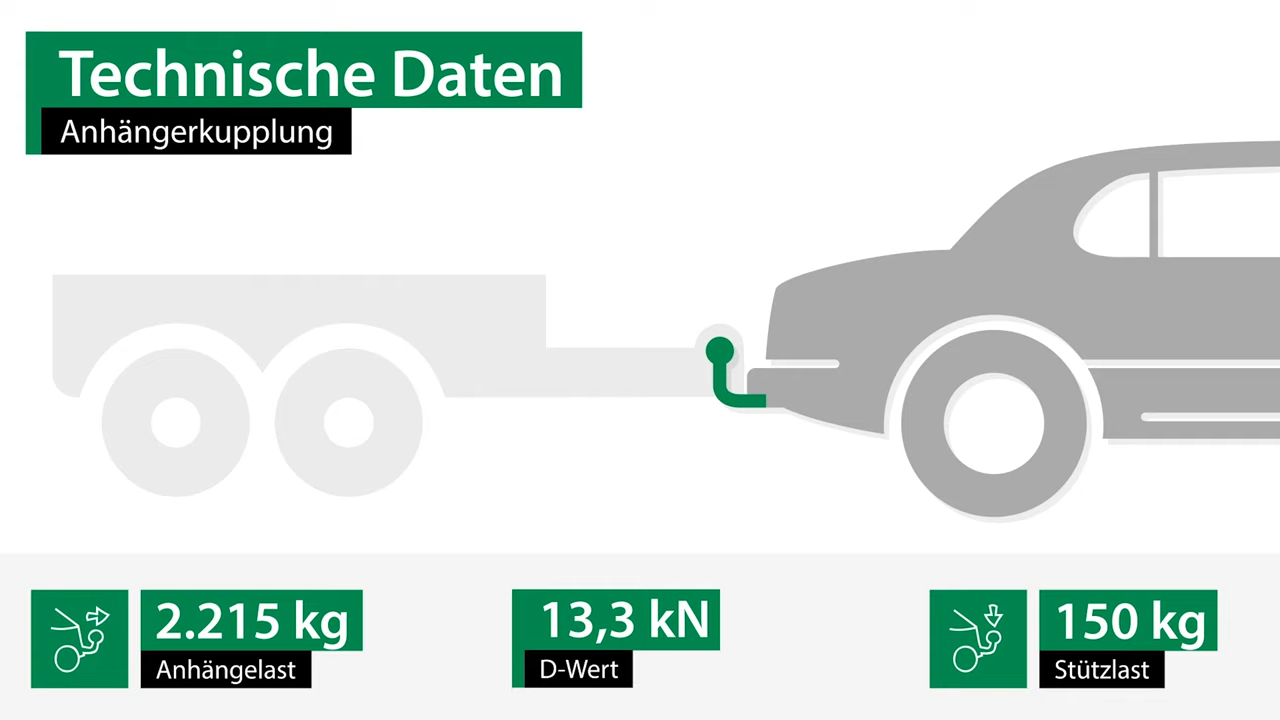 Technische Daten
Anhängerkupplung
2.215 kg
Anhängelast
13,3 kN
D-Wert
150 kg
Stützlast